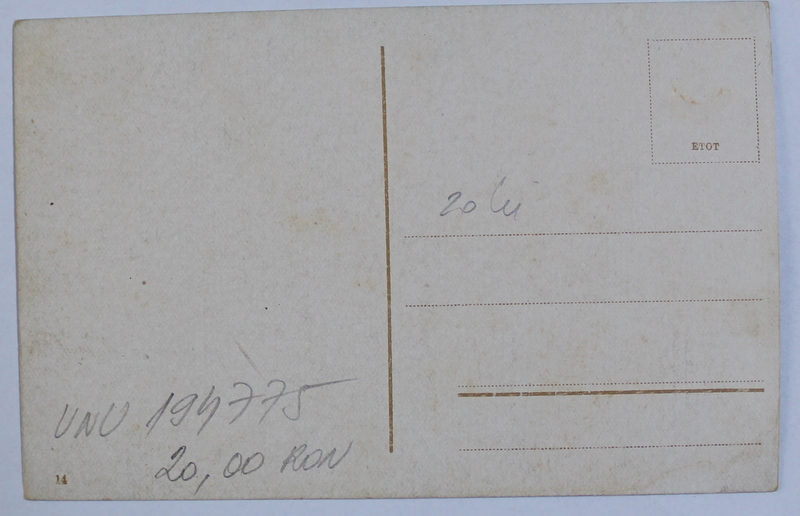 ETOT
20 lei
UNU 194775
20,00 RON
14